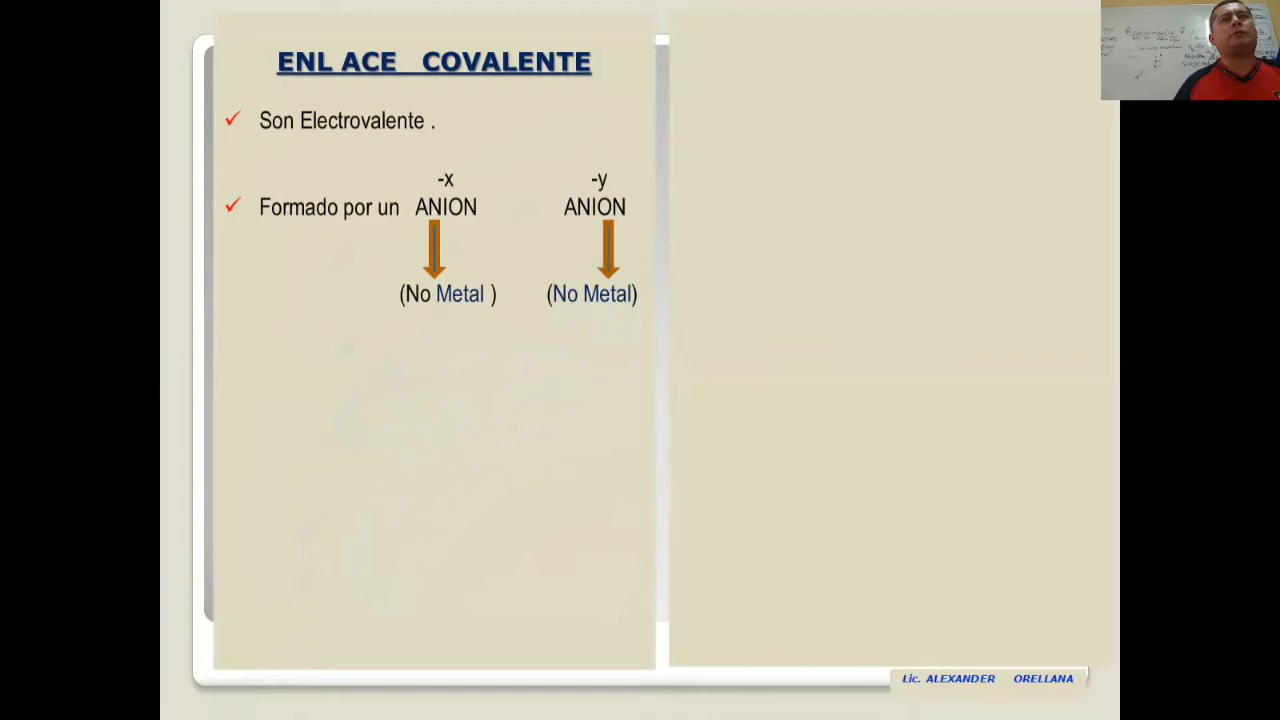 ENL ACE COVALENTE
Son Electrovalente .
-x -y
Formado por un ANION ANION
(No Metal ) (No Metal)
Lic. ALEXANDER ORELLANA